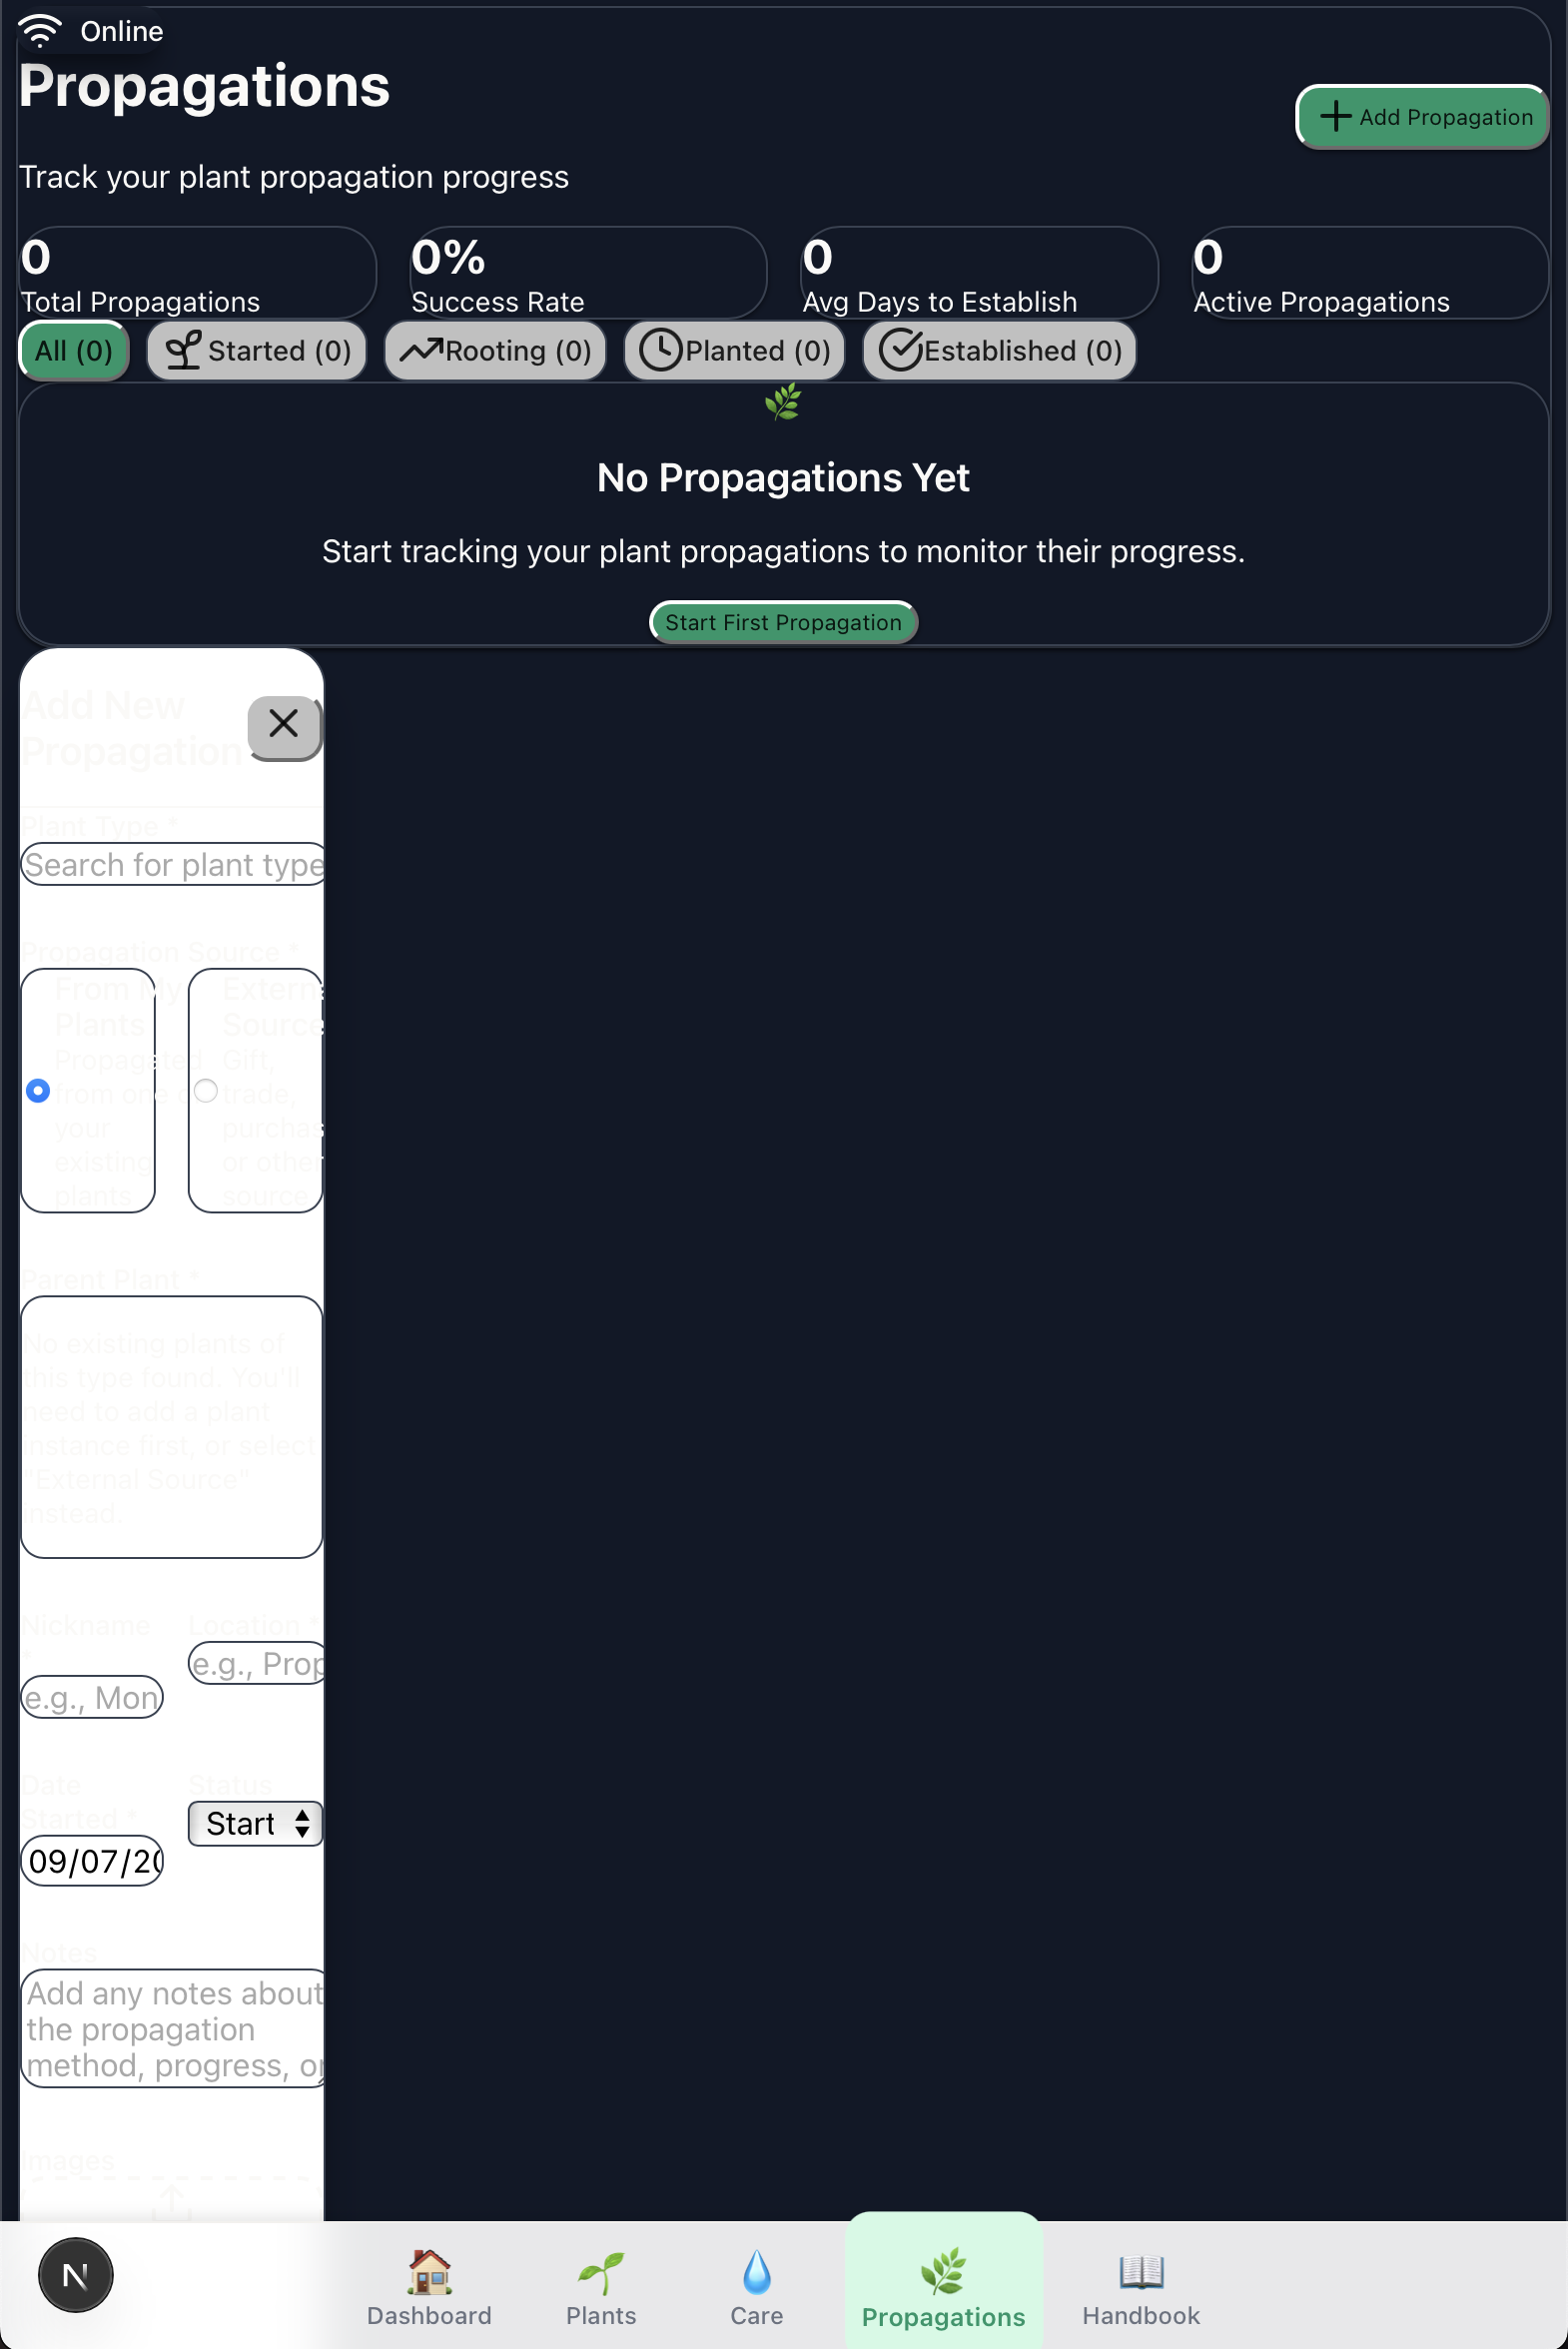 Online
Propagations
Add Propagation
Track your plant propagation progress
0
Total Propagations
0%
Success Rate
0
Avg Days to Establish
0
Active Propagations
All (0)
Started (0)
Rooting (0)
Planted (0)
Established (0)
No Propagations Yet
Start tracking your plant propagations to monitor their progress.
Start First Propagation
Add New
Propagation
Plant Type *
Search for plant type
Propagation Source *
From My
Plants
Propagated
from one
your
existing
plants
Extern
Source
Gift,
trade,
purchas
or other
source
Parent Plant *
No existing plants of
this type found. You'll
need to add a plant
instance first, or select
"External Source"
instead.
Nickname
*
e.g., Mon
Location *
e.g., Prop
Date
Started *
09/07/20
Status
Start
Notes
Add any notes about
the propagation
method, progress, or
Images
N
Dashboard
Plants
Care
Propagations
Handbook